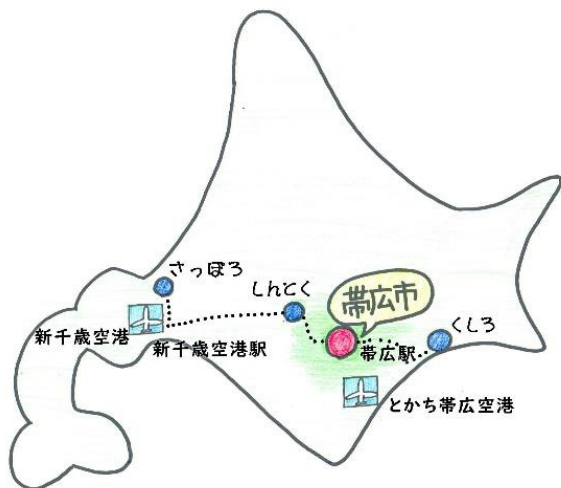 さっぽろ
しんとく
帯広市
くしろ
新千歳空港
新千歳空港駅
帯広駅
とかち帯広空港